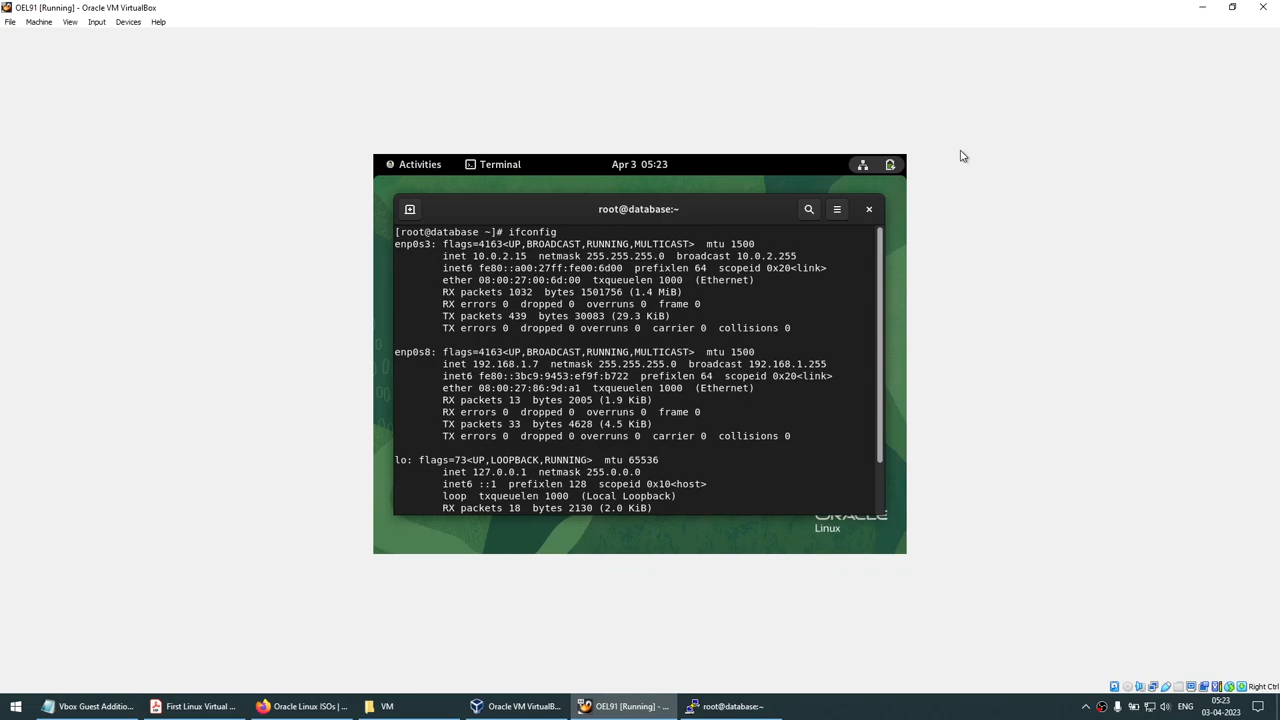 OEL91 [Running] - Oracle VM VirtualBox
File Machine View Input Devices Help
Activities Terminal Apr 3 05:23
root@database:~
[root@database ~]# ifconfig
enp0s3: flags=4163<UP,BROADCAST,RUNNING,MULTICAST> mtu 1500
inet 10.0.2.15 netmask 255.255.255.0 broadcast 10.0.2.255
inet6 fe80::a00:27ff:fe00:6d00 prefixlen 64 scopeid 0x20<link>
ether 08:00:27:00:6d:00 txqueuelen 1000 (Ethernet)
RX packets 1032 bytes 1501756 (1.4 MiB)
RX errors 0 dropped 0 overruns 0 frame 0
TX packets 439 bytes 30083 (29.3 KiB)
TX errors 0 dropped 0 overruns 0 carrier 0 collisions 0
enp0s8: flags=4163<UP,BROADCAST,RUNNING,MULTICAST> mtu 1500
inet 192.168.1.7 netmask 255.255.255.0 broadcast 192.168.1.255
inet6 fe80::3bc9:9453:ef9f:b722 prefixlen 64 scopeid 0x20<link>
ether 08:00:27:86:9d:a1 txqueuelen 1000 (Ethernet)
RX packets 13 bytes 2005 (1.9 KiB)
RX errors 0 dropped 0 overruns 0 frame 0
TX packets 33 bytes 4628 (4.5 KiB)
TX errors 0 dropped 0 overruns 0 carrier 0 collisions 0
lo: flags=73<UP,LOOPBACK,RUNNING> mtu 65536
inet 127.0.0.1 netmask 255.0.0.0
inet6 ::1 prefixlen 128 scopeid 0x10<host>
loop txqueuelen 1000 (Local Loopback)
RX packets 18 bytes 2130 (2.0 KiB)
ORACLE
Linux
Right Ctrl
Vbox Guest Additio... First Linux Virtual ... Oracle Linux ISOs | ... VM Oracle VM VirtualB... OEL91 [Running] - ... root@database:~ ENG 05:23
03-04-2023